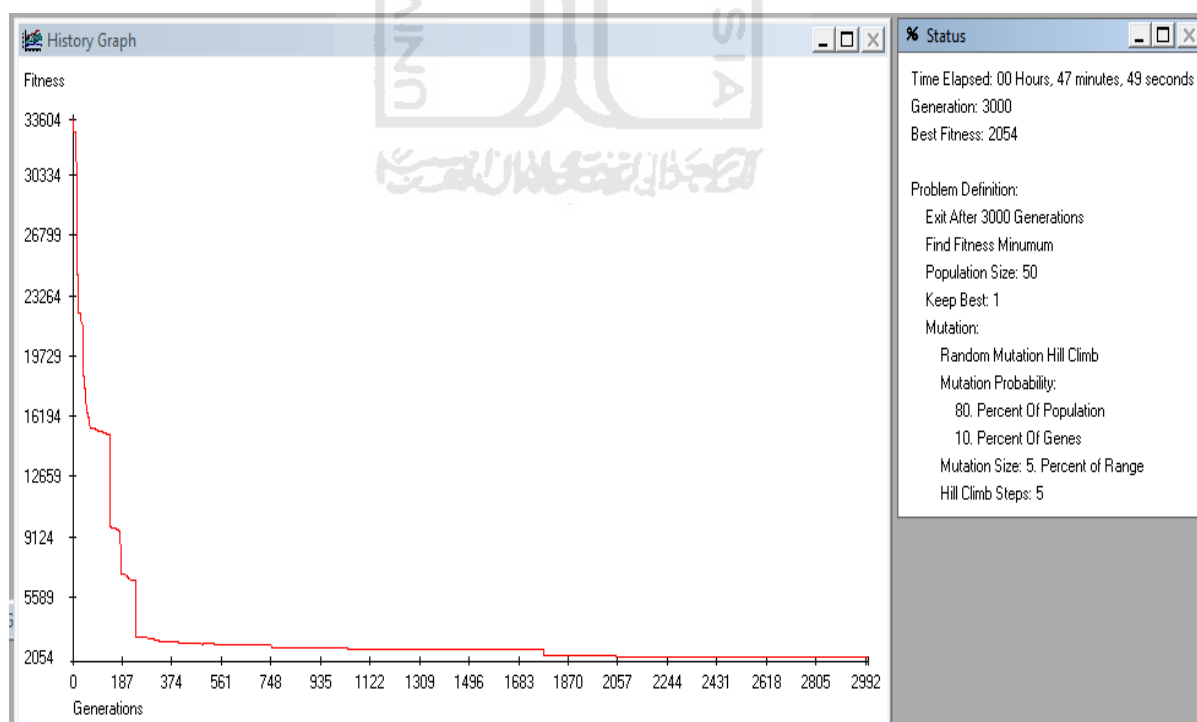 History Graph
Fitness
33604
30334
26799
23264
19729
16194
12659
9124
5589
2054
0 187 374 561 748 935 1122 1309 1496 1683 1870 2057 2244 2431 2618 2805 2992
Generations
% Status
Time Elapsed: 00 Hours, 47 minutes, 49 seconds
Generation: 3000
Best Fitness: 2054
Problem Definition:
Exit After 3000 Generations
Find Fitness Minumum
Population Size: 50
Keep Best: 1
Mutation:
Random Mutation Hill Climb
Mutation Probability:
80. Percent Of Population
10. Percent Of Genes
Mutation Size: 5. Percent of Range
Hill Climb Steps: 5